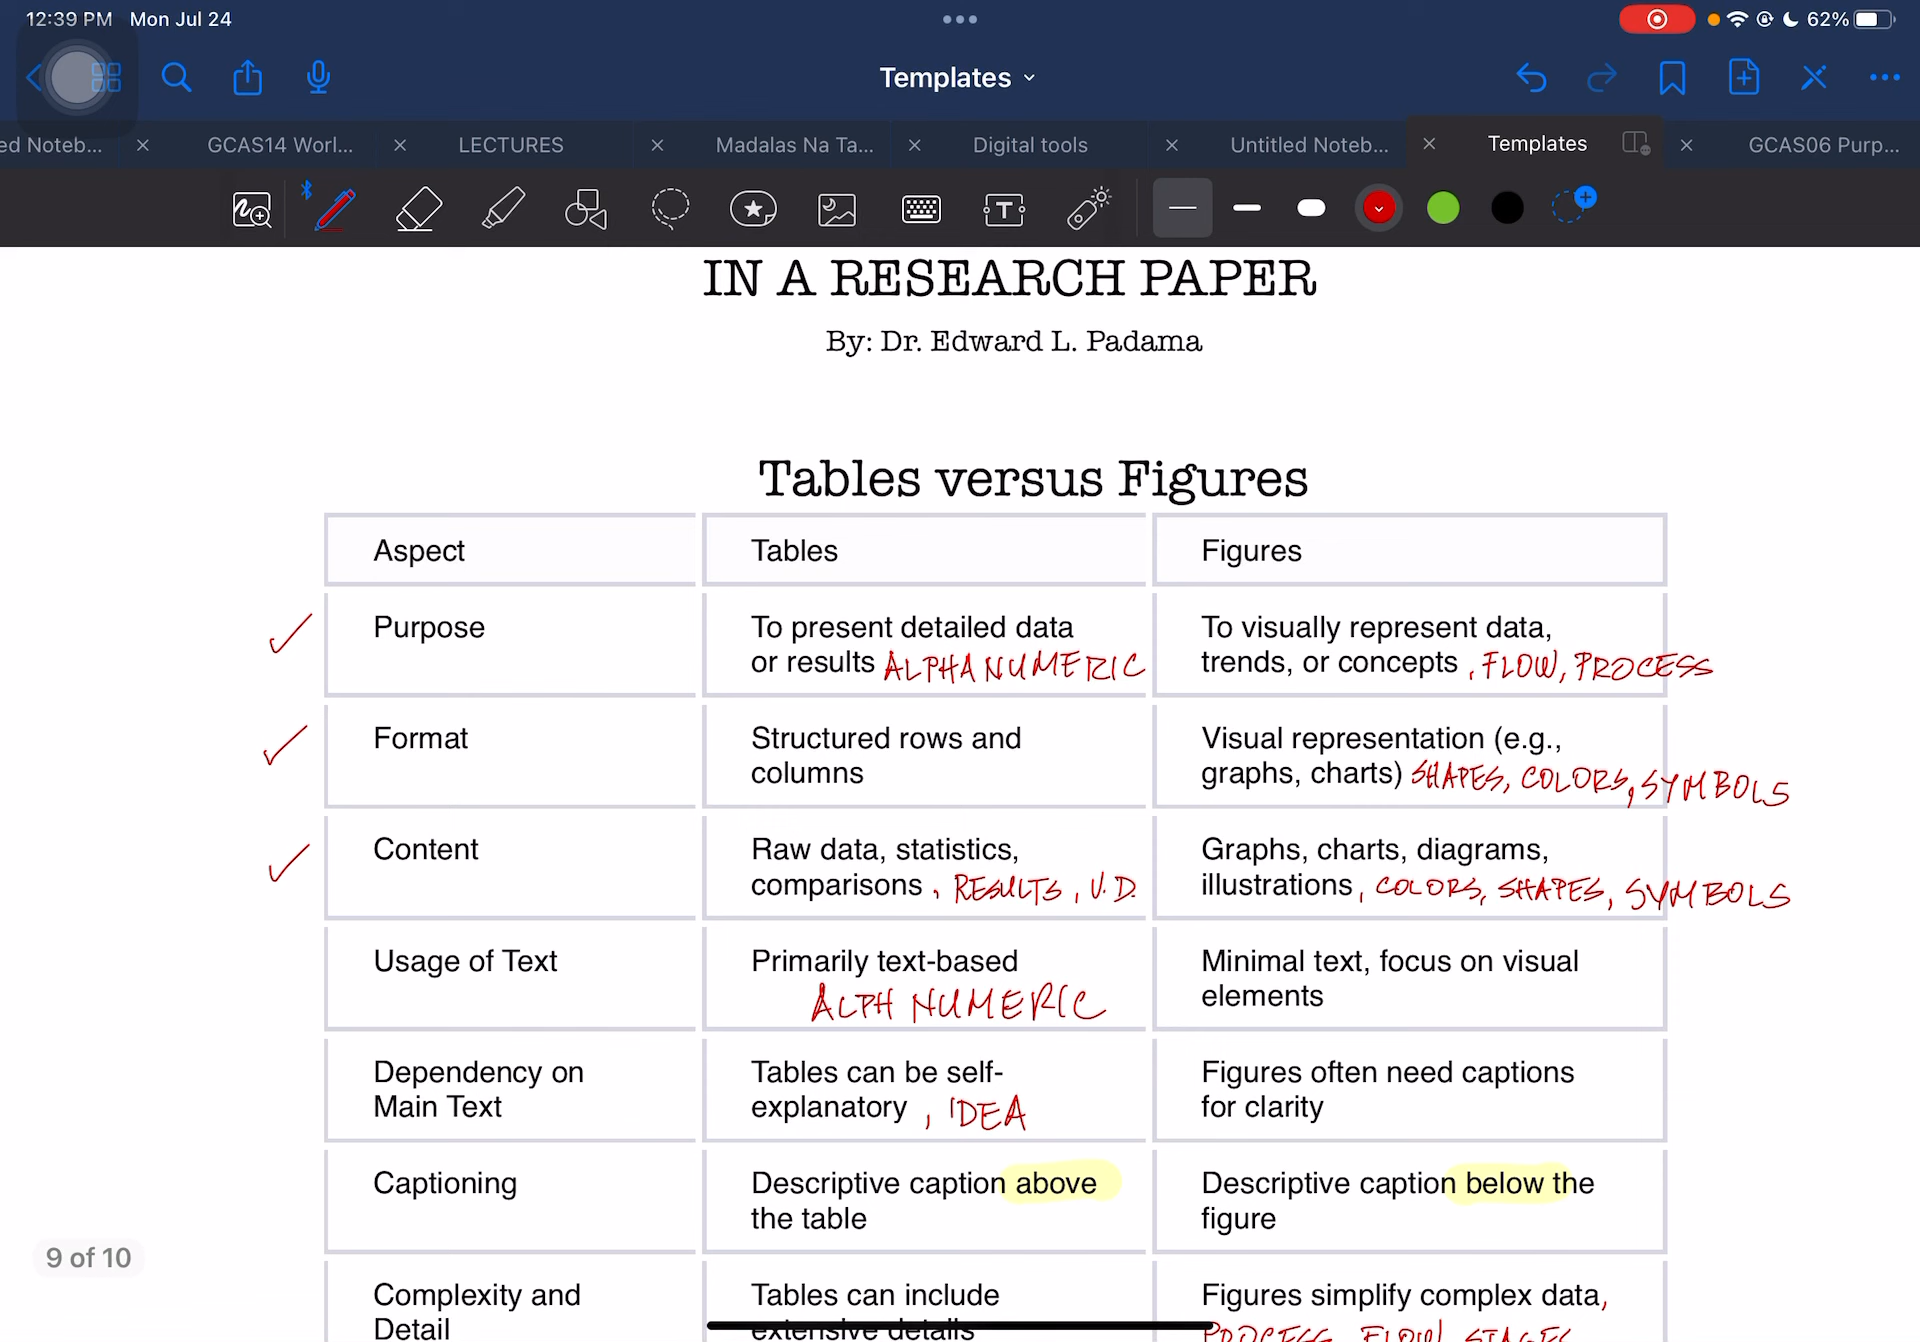 12:39 PM Mon Jul 24
62%
Templates
ed Noteb...
GCAS14 Worl...
LECTURES
Madalas Na Ta...
Digital tools
Untitled Noteb...
Templates
GCAS06 Purp...
IN A RESEARCH PAPER
By: Dr. Edward L. Padama
Tables versus Figures
Aspect
Tables
Figures
Purpose
To present detailed data
or results ALPHANUMERIC
To visually represent data,
trends, or concepts , FLOW, PROCESS
Format
Structured rows and
columns
Visual representation (e.g.,
graphs, charts) SHAPES, COLORS, SYMBOLS
Content
Raw data, statistics,
comparisons , RESULTS , V.D.
Graphs, charts, diagrams,
illustrations , COLORS, SHAPES, SYMBOLS
Usage of Text
Primarily text-based
ALPH NUMERIC
Minimal text, focus on visual
elements
Dependency on
Main Text
Tables can be self-
explanatory , IDEA
Figures often need captions
for clarity
Captioning
Descriptive caption above
the table
Descriptive caption below the
figure
9 of 10
Complexity and
Detail
Tables can include
extensive details
Figures simplify complex data,
PROCESS, FLOW, STAGES